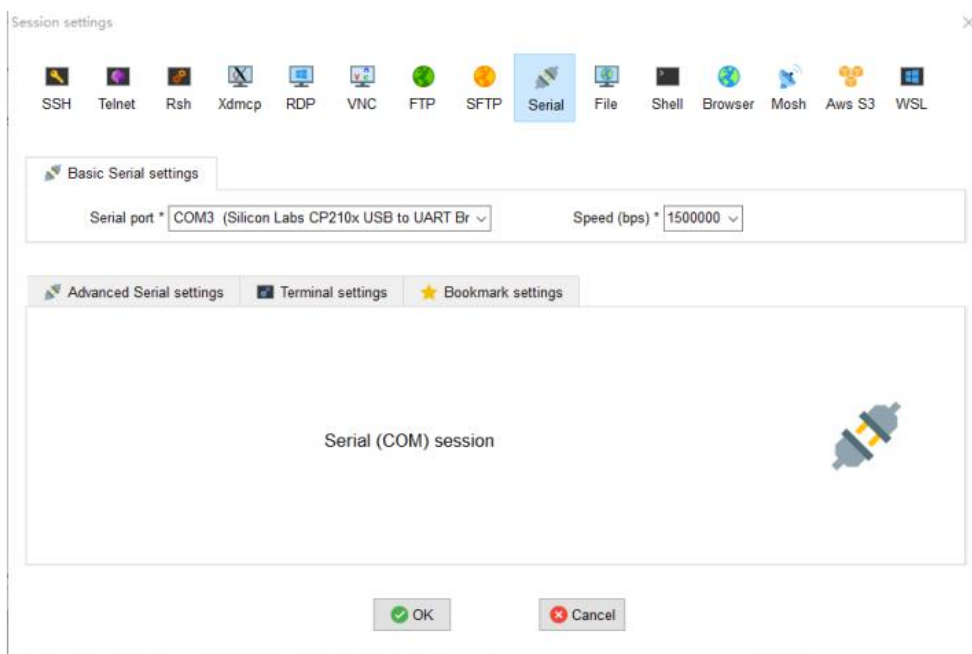 Session settings
SSH Telnet Rsh Xdmcp RDP VNC FTP SFTP Serial File Shell Browser Mosh Aws S3 WSL
Basic Serial settings
Serial port * COM3 (Silicon Labs CP210x USB to UART Br Speed (bps) * 1500000
Advanced Serial settings Terminal settings Bookmark settings
Serial (COM) session
OK Cancel